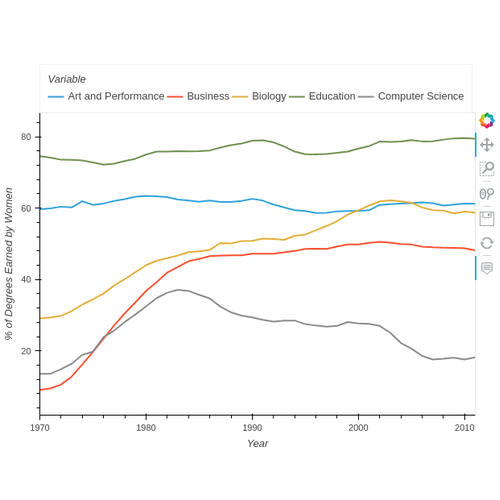 Variable
Art and Performance Business Biology Education Computer Science
80
60
40
20
% of Degrees Earned by Women
1970 1980 1990 2000 2010
Year